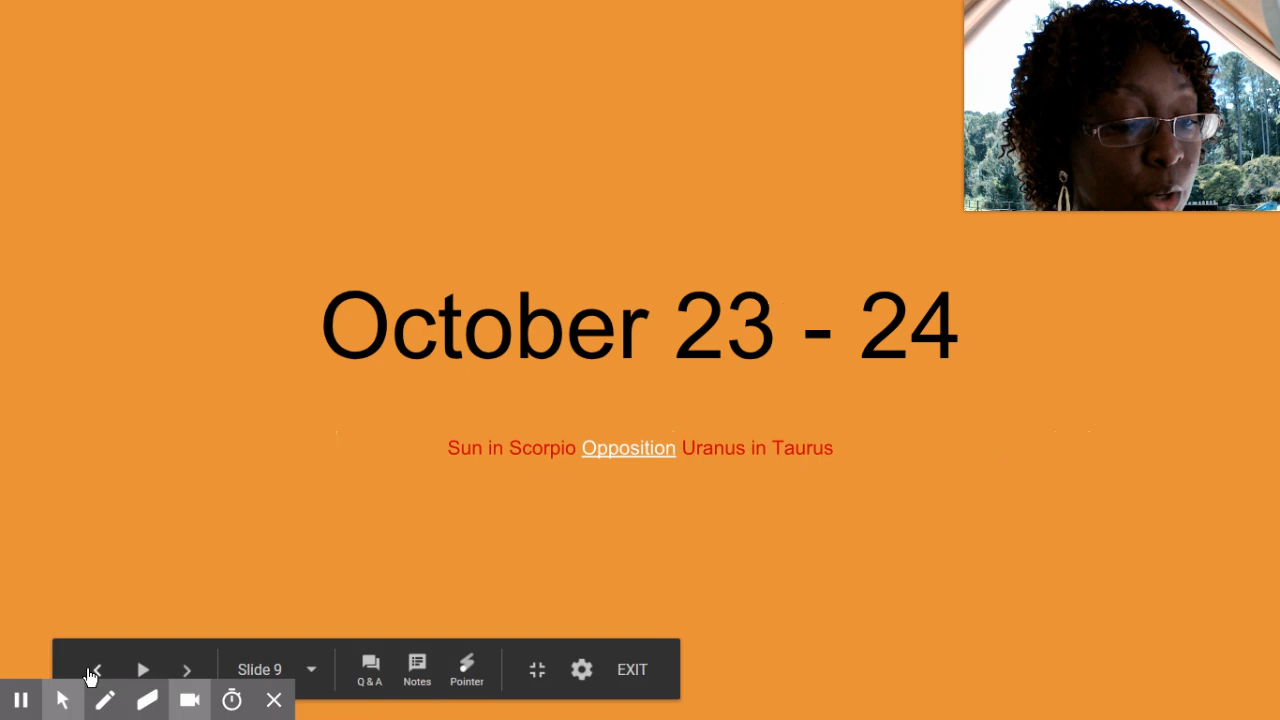 October 23 - 24
Sun in Scorpio Opposition Uranus in Taurus
Slide 9
Q & A
Notes
Pointer
EXIT